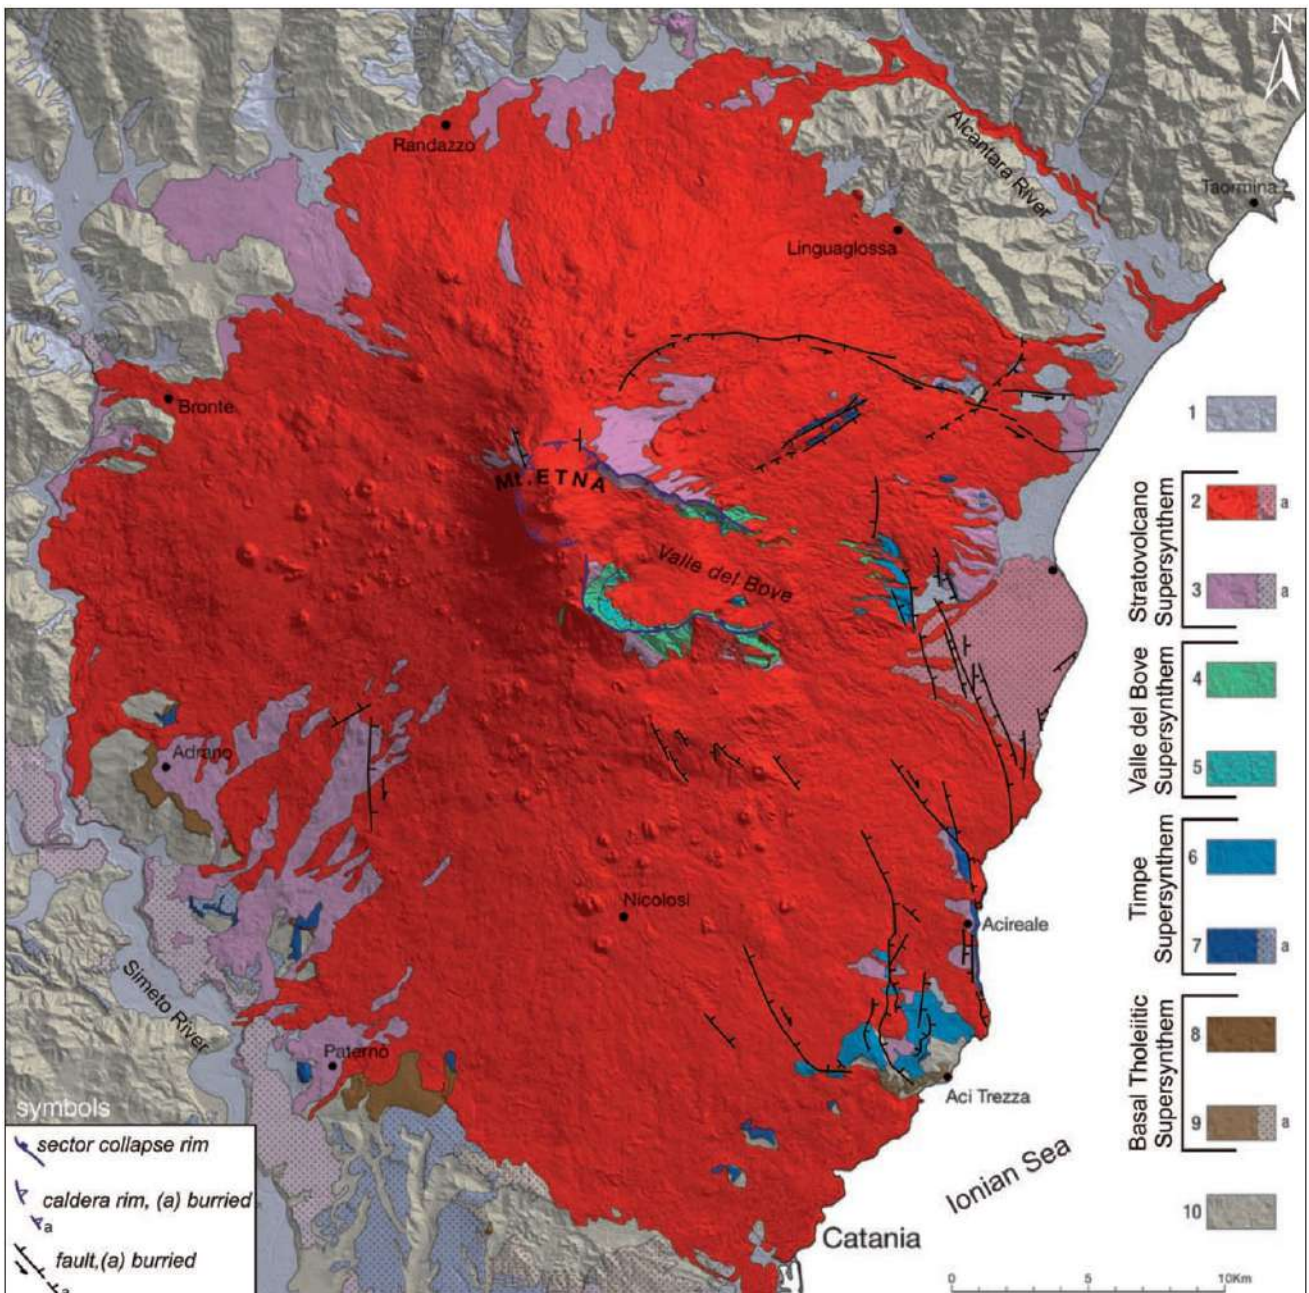 N
Randazzo
Alcantara River
Taormina
Linguaglossa
Bronte
Mt.ETNA
Valle del Bove
Adrano
Nicolosi
Acireale
Simeto River
Paternò
Aci Trezza
Ionian Sea
Catania
1
Stratovolcano
Supersynthem
2
a
3
a
Valle del Bove
Supersynthem
4
5
Timpe
Supersynthem
6
7
a
Basal Tholeiitic
Supersynthem
8
9
a
10
symbols
sector collapse rim
caldera rim, (a) burried
a
fault,(a) burried
a
0 5 10Km